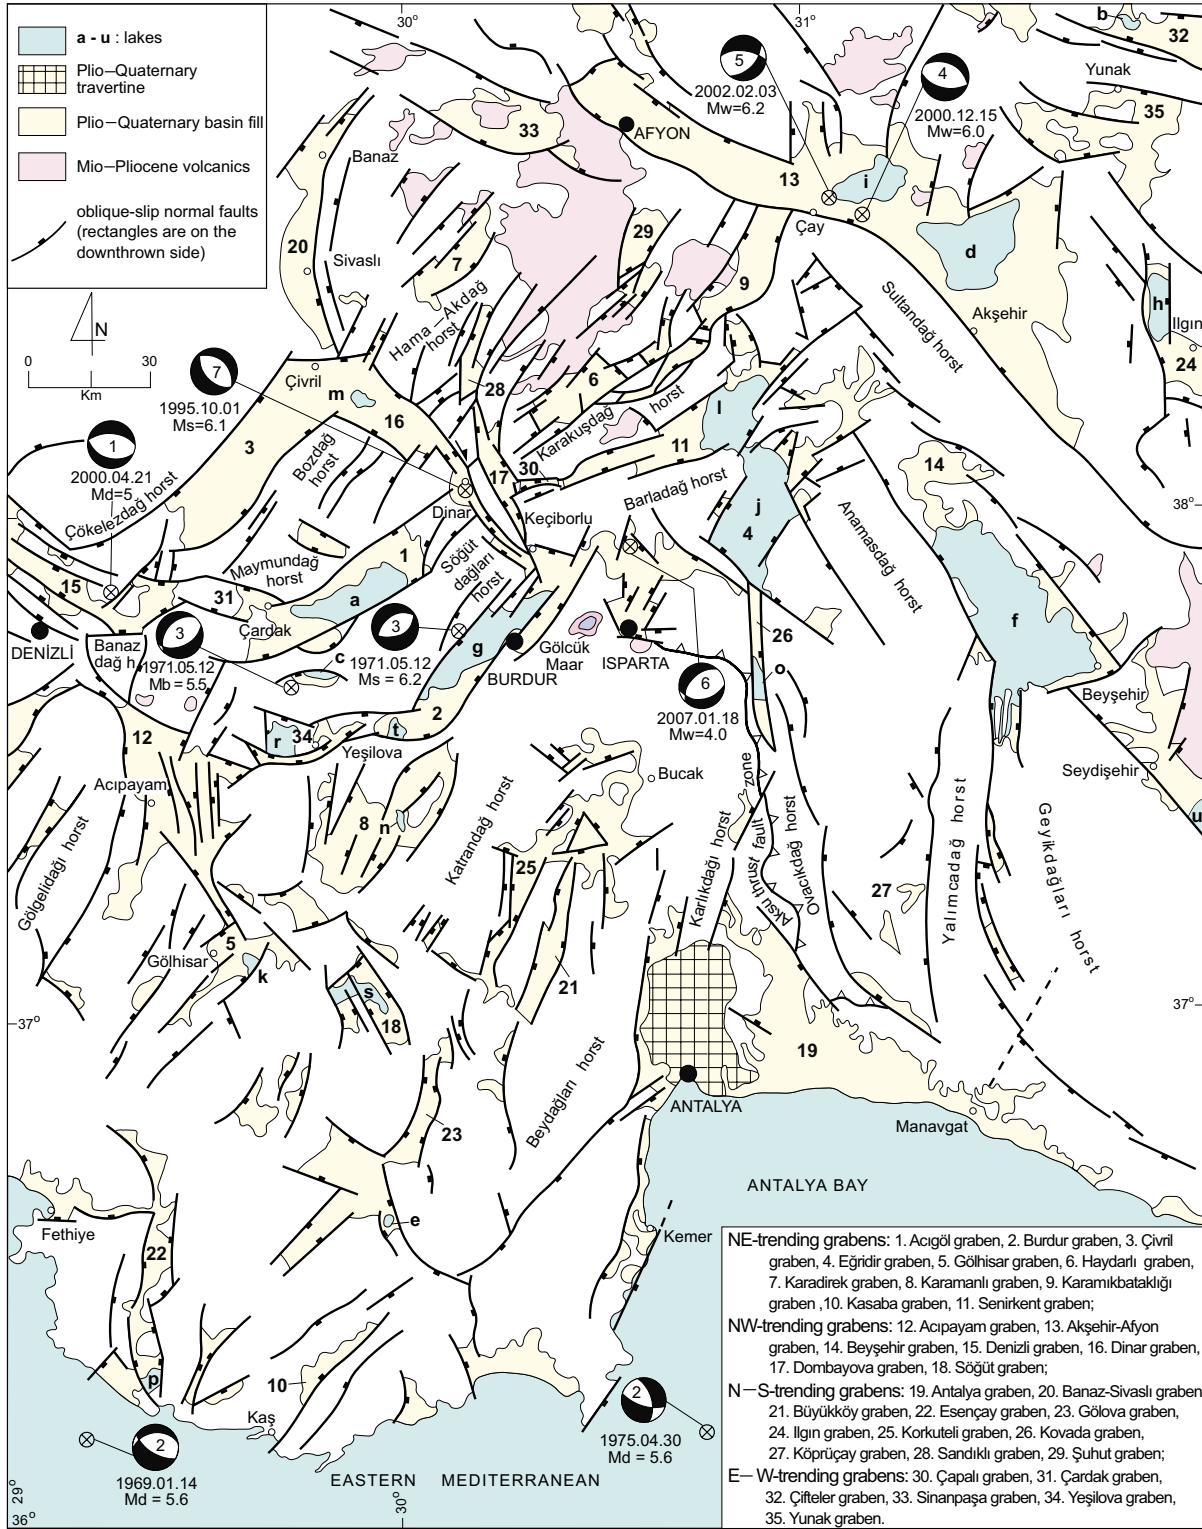 a - u : lakes
Plio–Quaternary
travertine
Plio–Quaternary basin fill
Mio–Pliocene volcanics
oblique-slip normal faults
(rectangles are on the
downthrown side)
N
0 30
Km
30°
31°
b
32
Yunak
35
5
2002.02.03
Mw=6.2
4
2000.12.15
Mw=6.0
33
AFYON
Banaz
13
i
Çay
20
Sivaslı
29
7
9
d
Akşehir
h
Ilgın
24
Hama–Akdağ
horst
Sultandağ horst
7
1995.10.01
Ms=6.1
Çivril
m
16
28
6
Karakuşdağ
horst
l
11
3
Bozdağ
horst
1
2000.04.21
Md=5
Çökelezdağ horst
17
30
Dinar
Keçiborlu
Barladağ horst
j
4
14
Anamasdağ horst
38°
15
Maymundağ
horst
1
31
a
Çardak
Söğüt
dağları
horst
DENİZLİ
Banaz
dağ h.
3
1971.05.12
Mb = 5.5
c
3
1971.05.12
Ms = 6.2
g
BURDUR
Gölcük
Maar
ISPARTA
26
o
f
6
2007.01.18
Mw=4.0
Beyşehir
12
r
34
t
2
Yeşilova
Acıpayam
Bucak
Seydişehir
u
8
n
Katrandağ horst
25
Gölgelidağı horst
Karlıkdağı horst
Aksu thrust fault
zone
Ovacıkdağ horst
27
Yalımcadağ horst
Geyikdağları horst
5
Gölhisar
k
s
18
21
37°
37°
19
ANTALYA
Manavgat
Beydağları horst
23
ANTALYA BAY
e
Fethiye
22
Kemer
p
10
Kaş
2
1969.01.14
Md = 5.6
2
1975.04.30
Md = 5.6
EASTERN MEDITERRANEAN
29°
36°
30°
NE-trending grabens: 1. Acıgöl graben, 2. Burdur graben, 3. Çivril
graben, 4. Eğridir graben, 5. Gölhisar graben, 6. Haydarlı graben,
7. Karadirek graben, 8. Karamanlı graben, 9. Karamıkbataklığı
graben ,10. Kasaba graben, 11. Senirkent graben;
NW-trending grabens: 12. Acıpayam graben, 13. Akşehir-Afyon
graben, 14. Beyşehir graben, 15. Denizli graben, 16. Dinar graben,
17. Dombayova graben, 18. Söğüt graben;
N–S-trending grabens: 19. Antalya graben, 20. Banaz-Sivaslı graben
21. Büyükköy graben, 22. Esençay graben, 23. Gölova graben,
24. Ilgın graben, 25. Korkuteli graben, 26. Kovada graben,
27. Köprüçay graben, 28. Sandıklı graben, 29. Şuhut graben;
E–W-trending grabens: 30. Çapalı graben, 31. Çardak graben,
32. Çifteler graben, 33. Sinanpaşa graben, 34. Yeşilova graben,
35. Yunak graben.